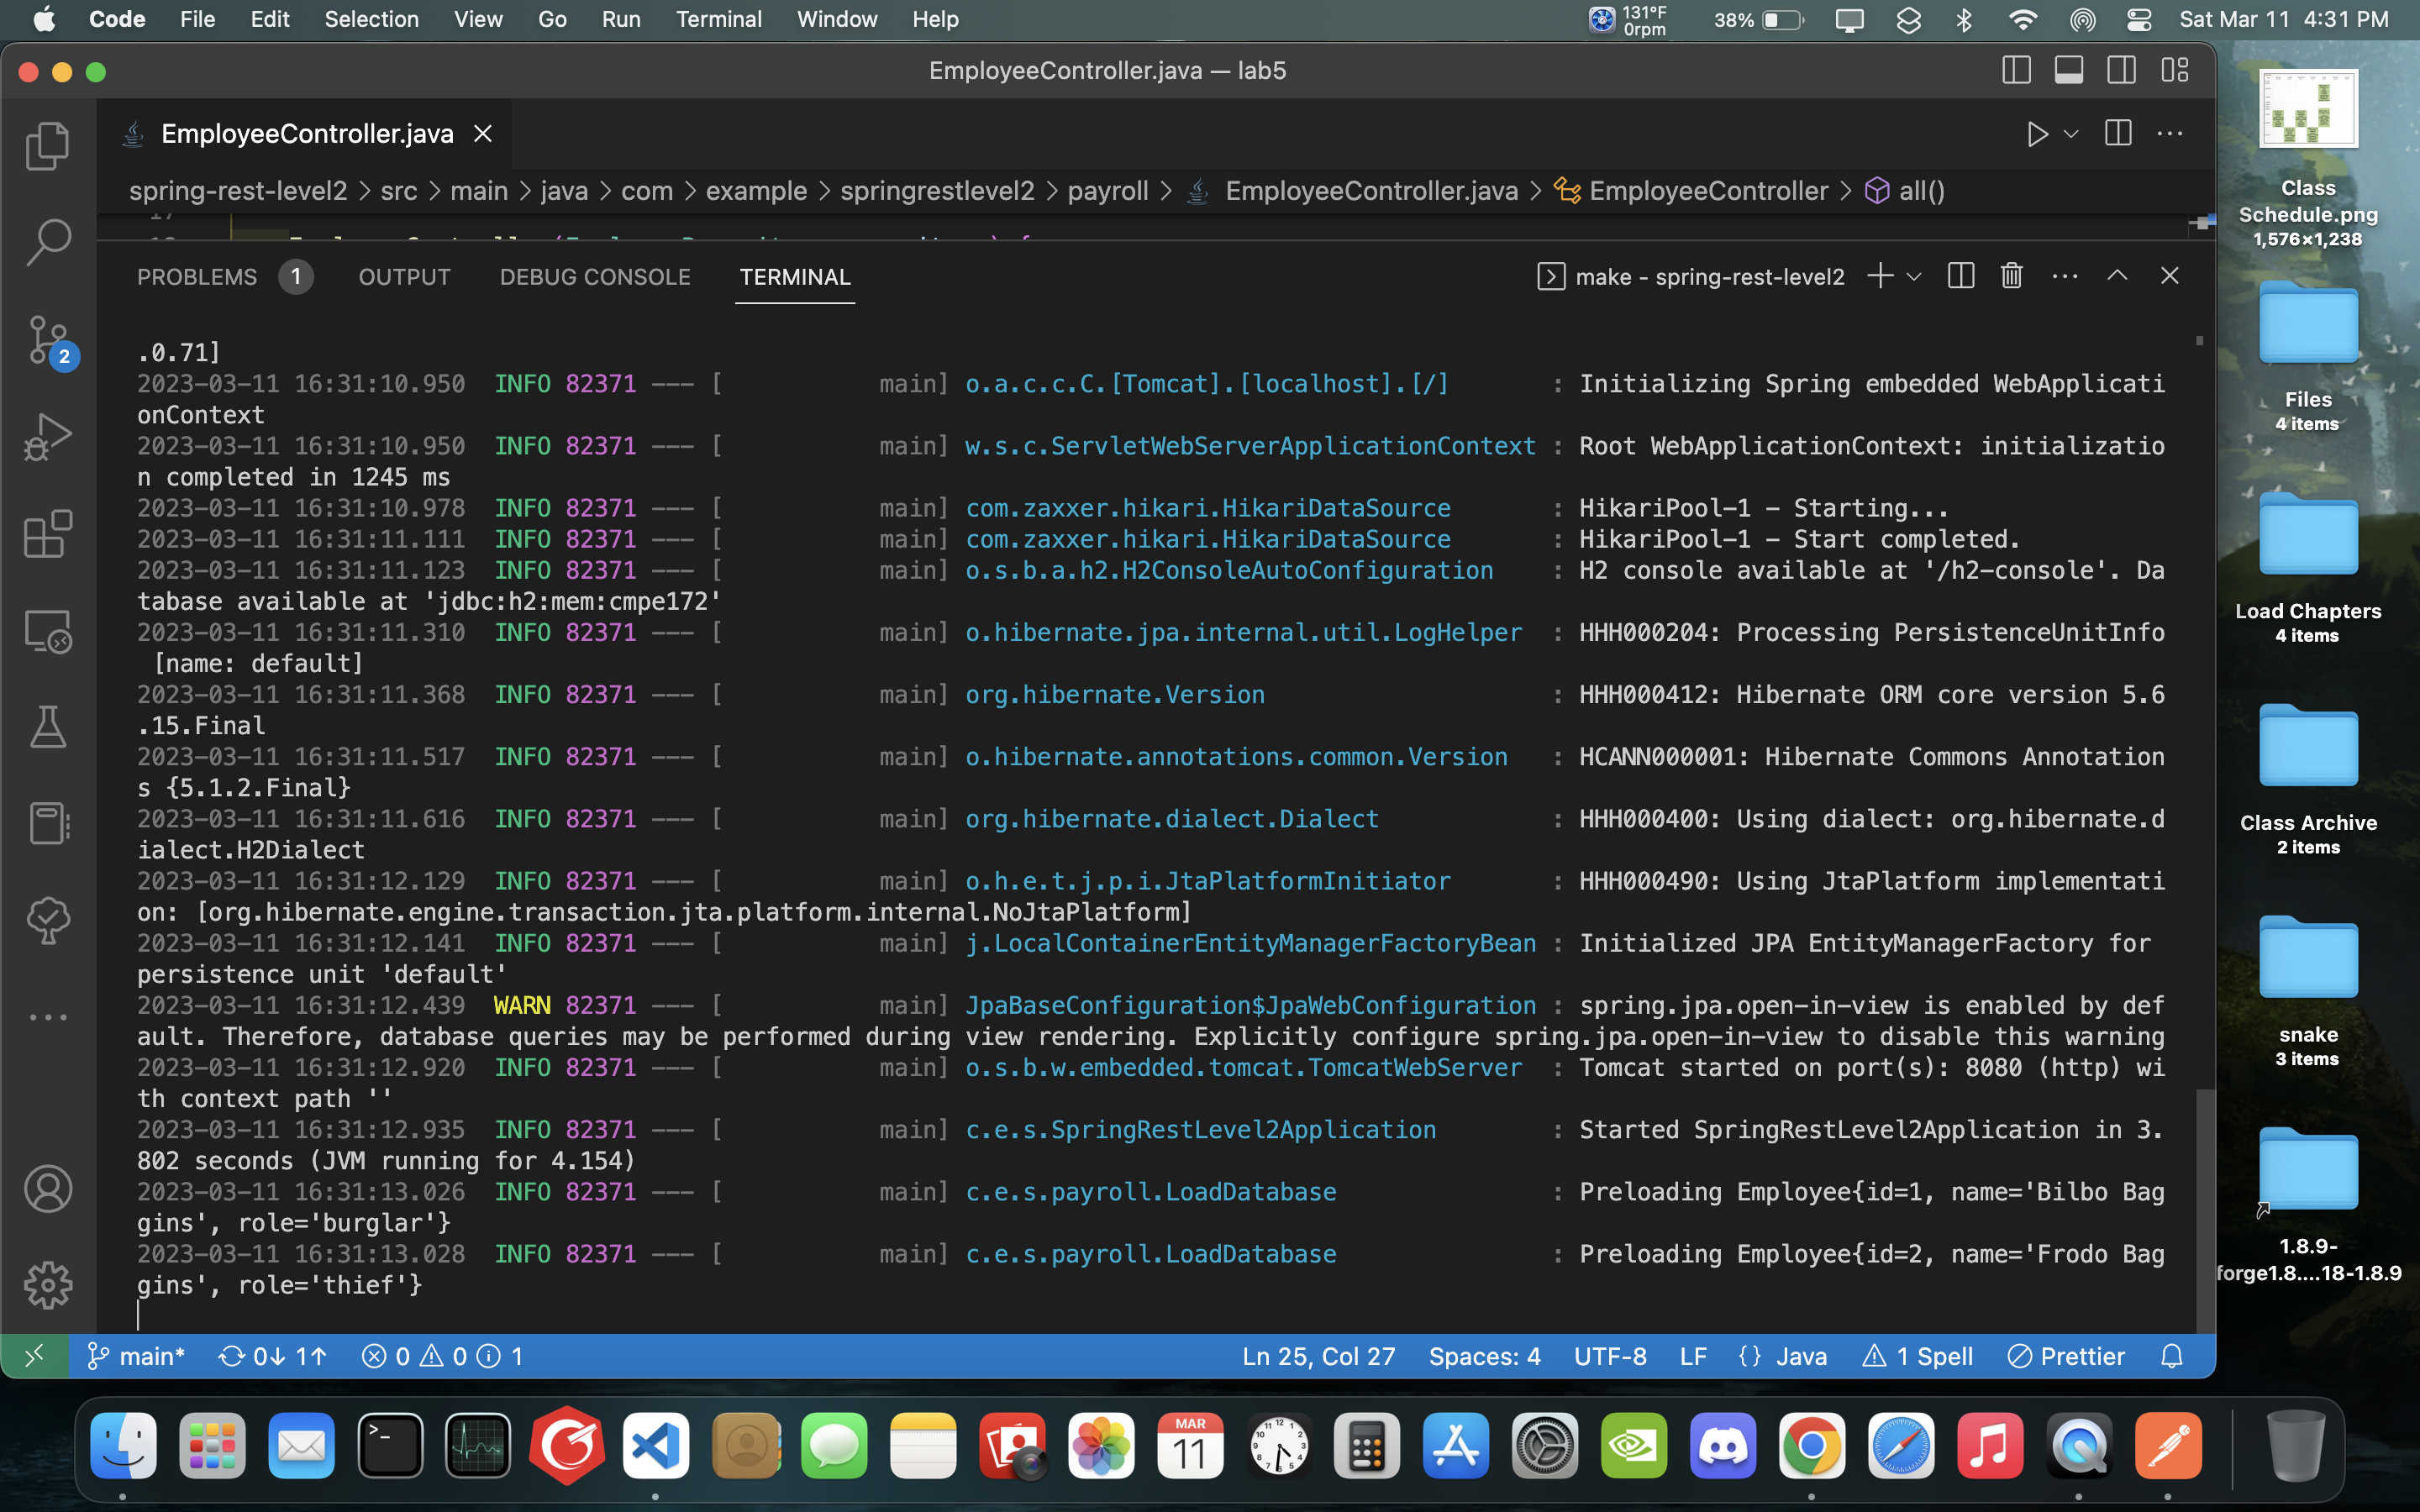 Code File Edit Selection View Go Run Terminal Window Help 131°F 0rpm 38% Sat Mar 11 4:31 PM
EmployeeController.java — lab5
EmployeeController.java
spring-rest-level2 > src > main > java > com > example > springrestlevel2 > payroll > EmployeeController.java > EmployeeController > all()
17
PROBLEMS 1 OUTPUT DEBUG CONSOLE TERMINAL make - spring-rest-level2
.0.71]
2023-03-11 16:31:10.950 INFO 82371 --- [ main] o.a.c.c.C.[Tomcat].[localhost].[/] : Initializing Spring embedded WebApplicati
onContext
2023-03-11 16:31:10.950 INFO 82371 --- [ main] w.s.c.ServletWebServerApplicationContext : Root WebApplicationContext: initializatio
n completed in 1245 ms
2023-03-11 16:31:10.978 INFO 82371 --- [ main] com.zaxxer.hikari.HikariDataSource : HikariPool-1 - Starting...
2023-03-11 16:31:11.111 INFO 82371 --- [ main] com.zaxxer.hikari.HikariDataSource : HikariPool-1 - Start completed.
2023-03-11 16:31:11.123 INFO 82371 --- [ main] o.s.b.a.h2.H2ConsoleAutoConfiguration : H2 console available at '/h2-console'. Da
tabase available at 'jdbc:h2:mem:cmpe172'
2023-03-11 16:31:11.310 INFO 82371 --- [ main] o.hibernate.jpa.internal.util.LogHelper : HHH000204: Processing PersistenceUnitInfo
[name: default]
2023-03-11 16:31:11.368 INFO 82371 --- [ main] org.hibernate.Version : HHH000412: Hibernate ORM core version 5.6
.15.Final
2023-03-11 16:31:11.517 INFO 82371 --- [ main] o.hibernate.annotations.common.Version : HCANN000001: Hibernate Commons Annotation
s {5.1.2.Final}
2023-03-11 16:31:11.616 INFO 82371 --- [ main] org.hibernate.dialect.Dialect : HHH000400: Using dialect: org.hibernate.d
ialect.H2Dialect
2023-03-11 16:31:12.129 INFO 82371 --- [ main] o.h.e.t.j.p.i.JtaPlatformInitiator : HHH000490: Using JtaPlatform implementati
on: [org.hibernate.engine.transaction.jta.platform.internal.NoJtaPlatform]
2023-03-11 16:31:12.141 INFO 82371 --- [ main] j.LocalContainerEntityManagerFactoryBean : Initialized JPA EntityManagerFactory for
persistence unit 'default'
2023-03-11 16:31:12.439 WARN 82371 --- [ main] JpaBaseConfiguration$JpaWebConfiguration : spring.jpa.open-in-view is enabled by def
ault. Therefore, database queries may be performed during view rendering. Explicitly configure spring.jpa.open-in-view to disable this warning
2023-03-11 16:31:12.920 INFO 82371 --- [ main] o.s.b.w.embedded.tomcat.TomcatWebServer : Tomcat started on port(s): 8080 (http) wi
th context path ''
2023-03-11 16:31:12.935 INFO 82371 --- [ main] c.e.s.SpringRestLevel2Application : Started SpringRestLevel2Application in 3.
802 seconds (JVM running for 4.154)
2023-03-11 16:31:13.026 INFO 82371 --- [ main] c.e.s.payroll.LoadDatabase : Preloading Employee{id=1, name='Bilbo Bag
gins', role='burglar'}
2023-03-11 16:31:13.028 INFO 82371 --- [ main] c.e.s.payroll.LoadDatabase : Preloading Employee{id=2, name='Frodo Bag
gins', role='thief'}
2
main* 0↓ 1↑ 0 0 1 Ln 25, Col 27 Spaces: 4 UTF-8 LF {} Java 1 Spell Prettier
Class
Schedule.png
1,576×1,238
Files
4 items
Load Chapters
4 items
Class Archive
2 items
snake
3 items
1.8.9-
forge1.8....18-1.8.9
MAR
11